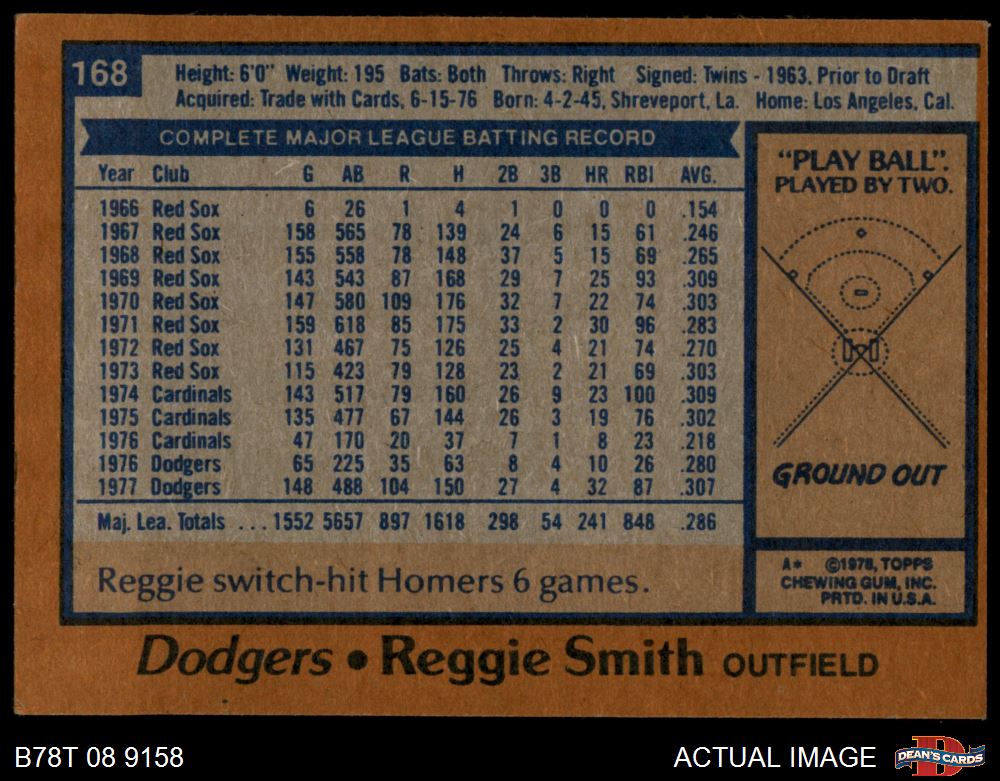 168
Height: 6'0" Weight: 195 Bats: Both Throws: Right Signed: Twins - 1963, Prior to Draft
Acquired: Trade with Cards, 6-15-76 Born: 4-2-45, Shreveport, La. Home: Los Angeles, Cal.
COMPLETE MAJOR LEAGUE BATTING RECORD
Year Club G AB R H 2B 3B HR RBI AVG.
1966 Red Sox 6 26 1 4 1 0 0 0 .154
1967 Red Sox 158 565 78 139 24 6 15 61 .246
1968 Red Sox 155 558 78 148 37 5 15 69 .265
1969 Red Sox 143 543 87 168 29 7 25 93 .309
1970 Red Sox 147 580 109 176 32 7 22 74 .303
1971 Red Sox 159 618 85 175 33 2 30 96 .283
1972 Red Sox 131 467 75 126 25 4 21 74 .270
1973 Red Sox 115 423 79 128 23 2 21 69 .303
1974 Cardinals 143 517 79 160 26 9 23 100 .309
1975 Cardinals 135 477 67 144 26 3 19 76 .302
1976 Cardinals 47 170 20 37 7 1 8 23 .218
1976 Dodgers 65 225 35 63 8 4 10 26 .280
1977 Dodgers 148 488 104 150 27 4 32 87 .307
Maj. Lea. Totals ... 1552 5657 897 1618 298 54 241 848 .286
Reggie switch-hit Homers 6 games.
"PLAY BALL".
PLAYED BY TWO.
GROUND OUT
A* ©1978, TOPPS
CHEWING GUM, INC.
PRTD. IN U.S.A.
Dodgers • Reggie Smith OUTFIELD
B78T 08 9158
ACTUAL IMAGE
D
DEAN'S CARDS